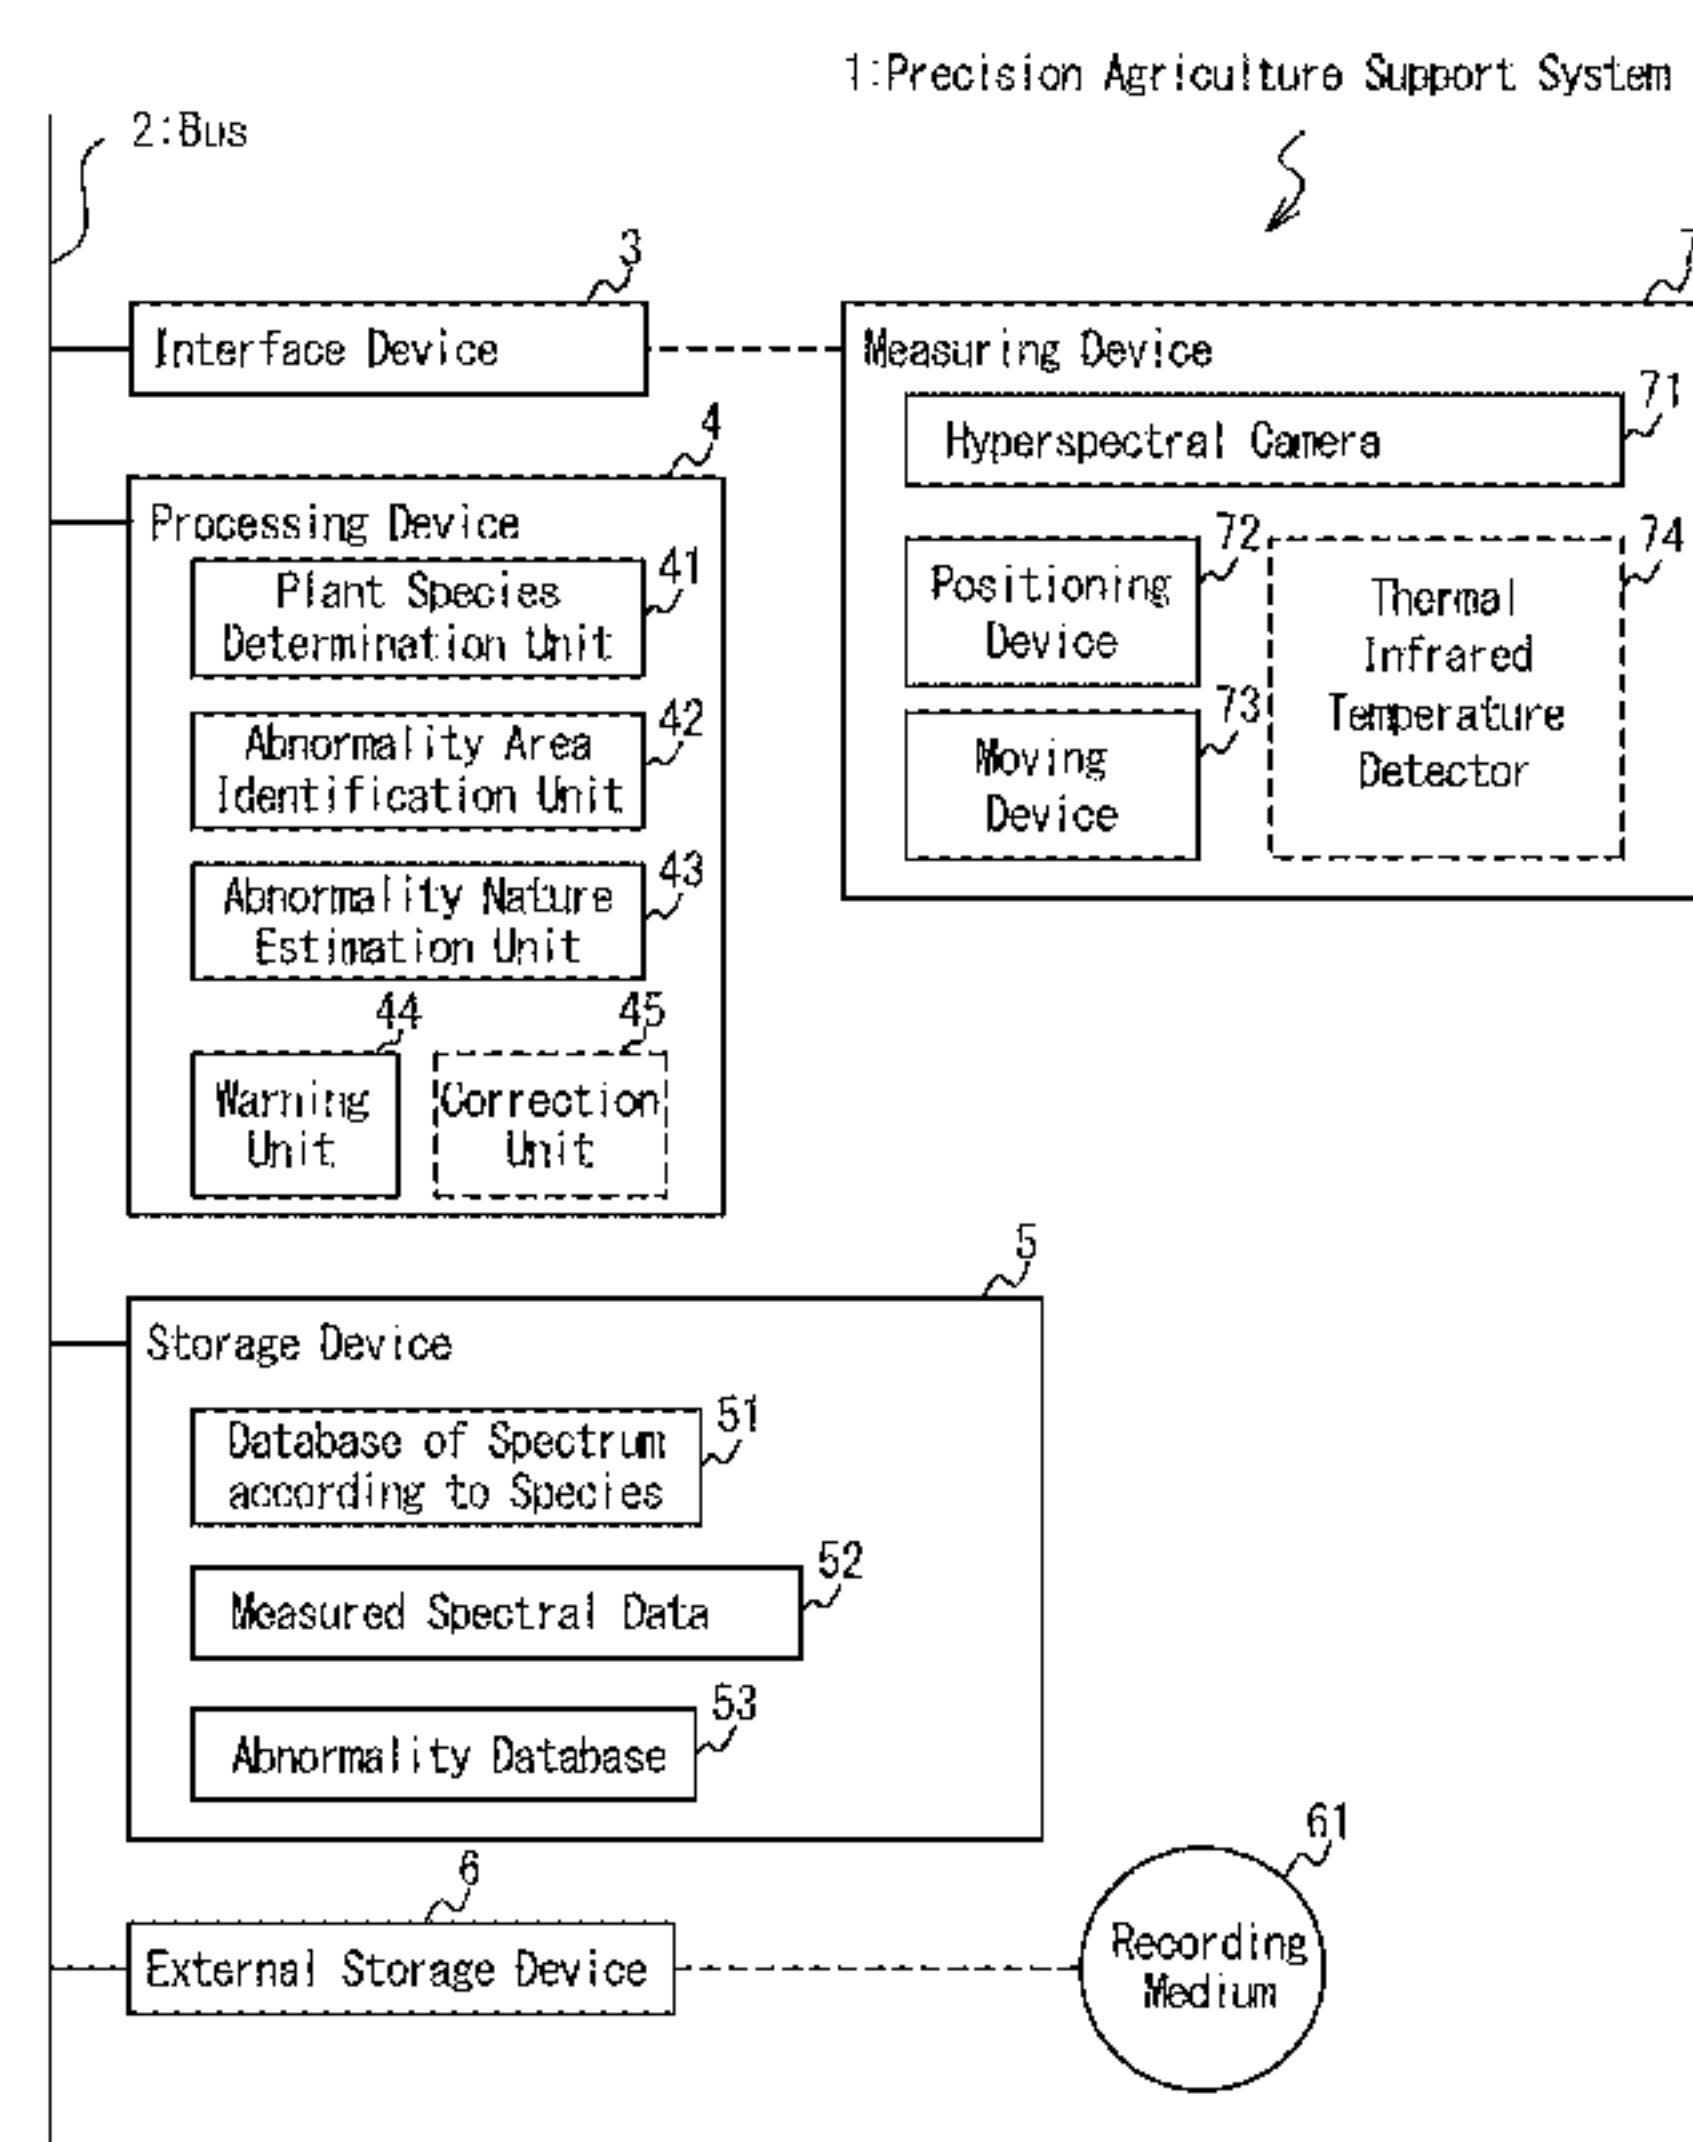 1:Precision Agriculture Support System
2:Bus
3
Interface Device
7
Measuring Device
71
Hyperspectral Camera
72
Positioning
Device
73
Moving
Device
74
Thermal
Infrared
Temperature
Detector
4
Processing Device
41
Plant Species
Determination Unit
42
Abnormality Area
Identification Unit
43
Abnormality Nature
Estimation Unit
44
Warning
Unit
45
Correction
Unit
5
Storage Device
51
Database of Spectrum
according to Species
52
Measured Spectral Data
53
Abnormality Database
6
External Storage Device
61
Recording
Medium